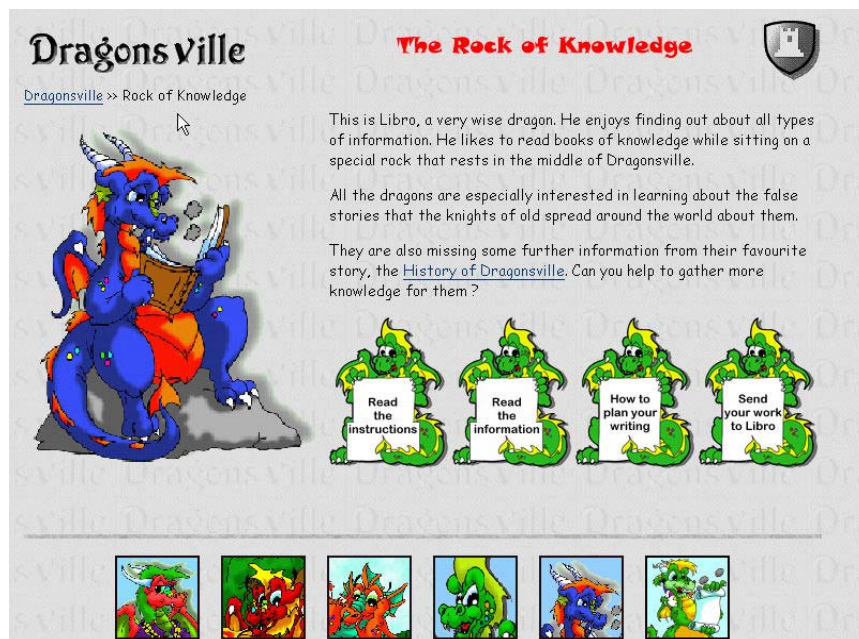 Dragonsville
The Rock of Knowledge
Dragonsville >> Rock of Knowledge
This is Libro, a very wise dragon. He enjoys finding out about all types
of information. He likes to read books of knowledge while sitting on a
special rock that rests in the middle of Dragonsville.
All the dragons are especially interested in learning about the false
stories that the knights of old spread around the world about them.
They are also missing some further information from their favourite
story, the History of Dragonsville. Can you help to gather more
knowledge for them ?
Read
the
instructions
Read
the
information
How to
plan your
writing
Send
your work
to Libro